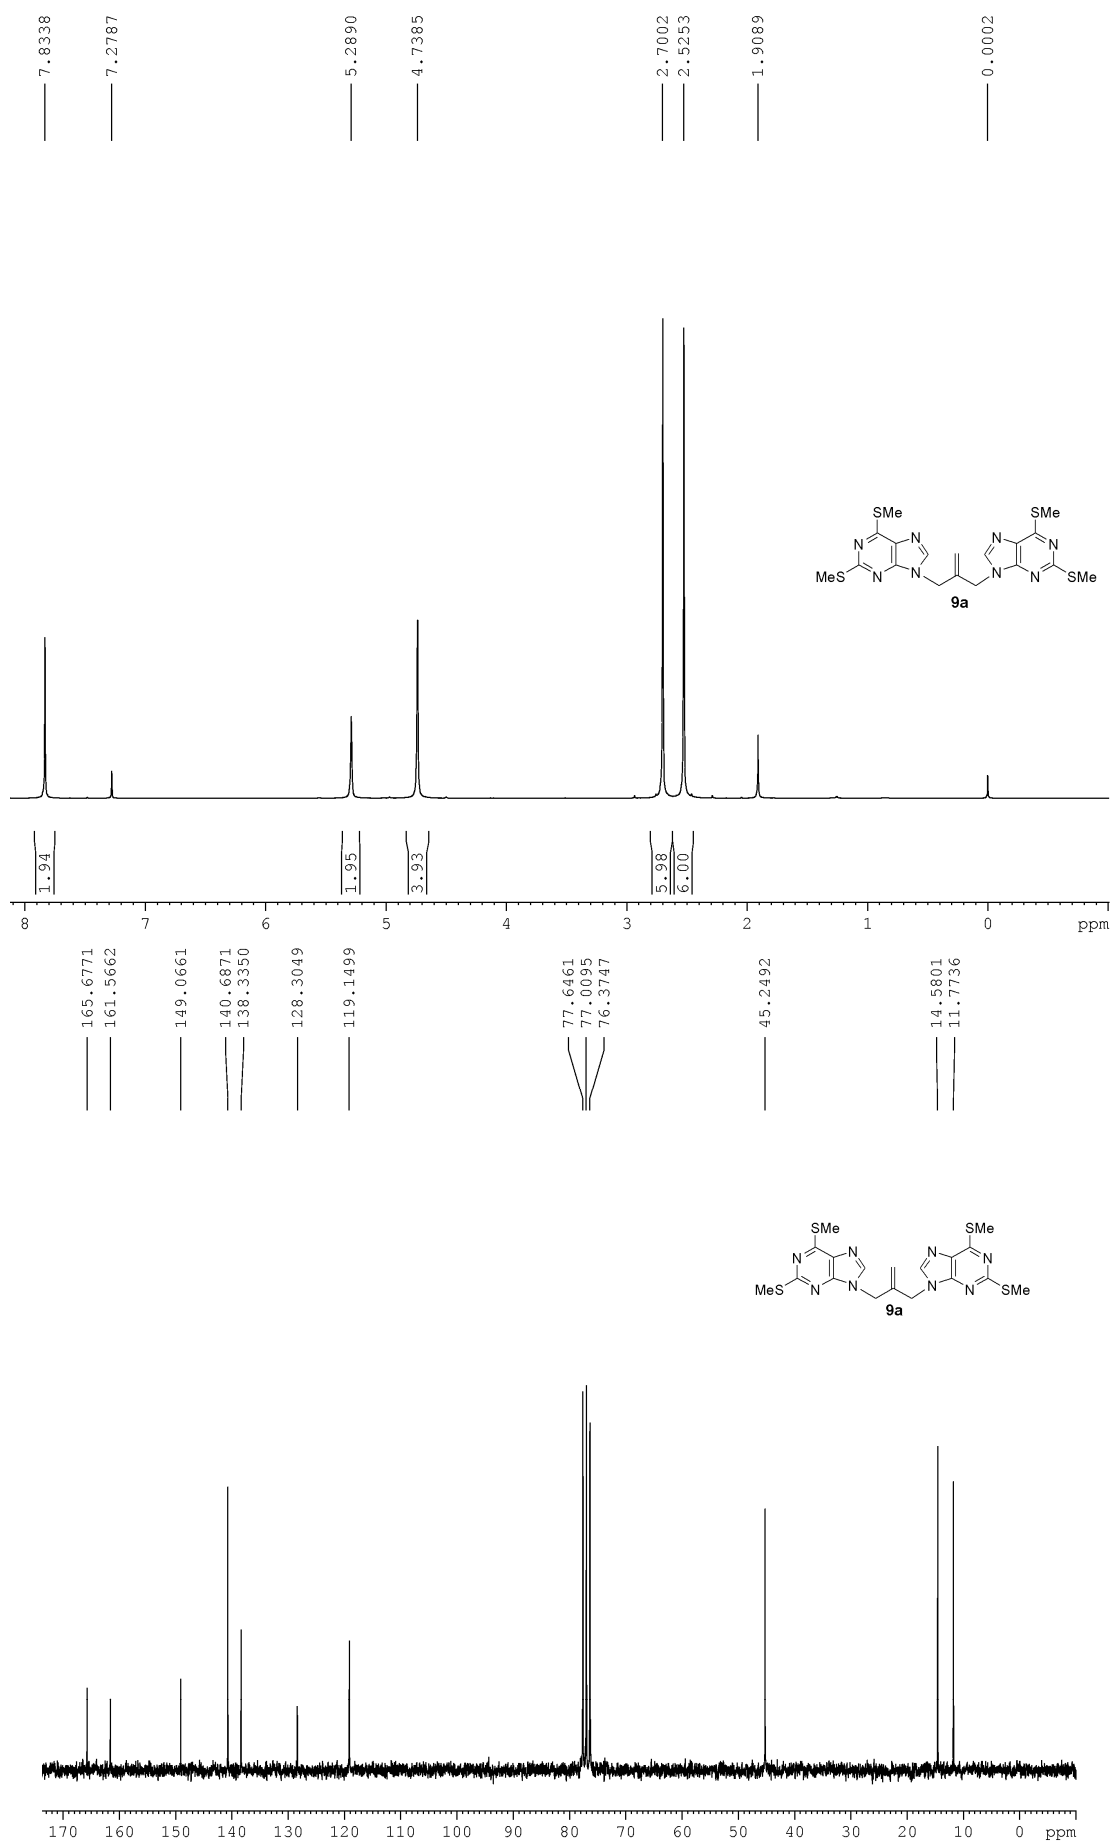 7.8338
7.2787
5.2890
4.7385
2.7002
2.5253
1.9089
0.0002
SMe
SMe
N
N
N
N
MeS
N
N
N
N
SMe
9a
1.94
1.95
3.93
5.98
6.00
8 7 6 5 4 3 2 1 0 ppm
165.6771
161.5662
149.0661
140.6871
138.3350
128.3049
119.1499
77.6461
77.0095
76.3747
45.2492
14.5801
11.7736
SMe
SMe
N
N
N
N
MeS
N
N
N
N
SMe
9a
170 160 150 140 130 120 110 100 90 80 70 60 50 40 30 20 10 0 ppm